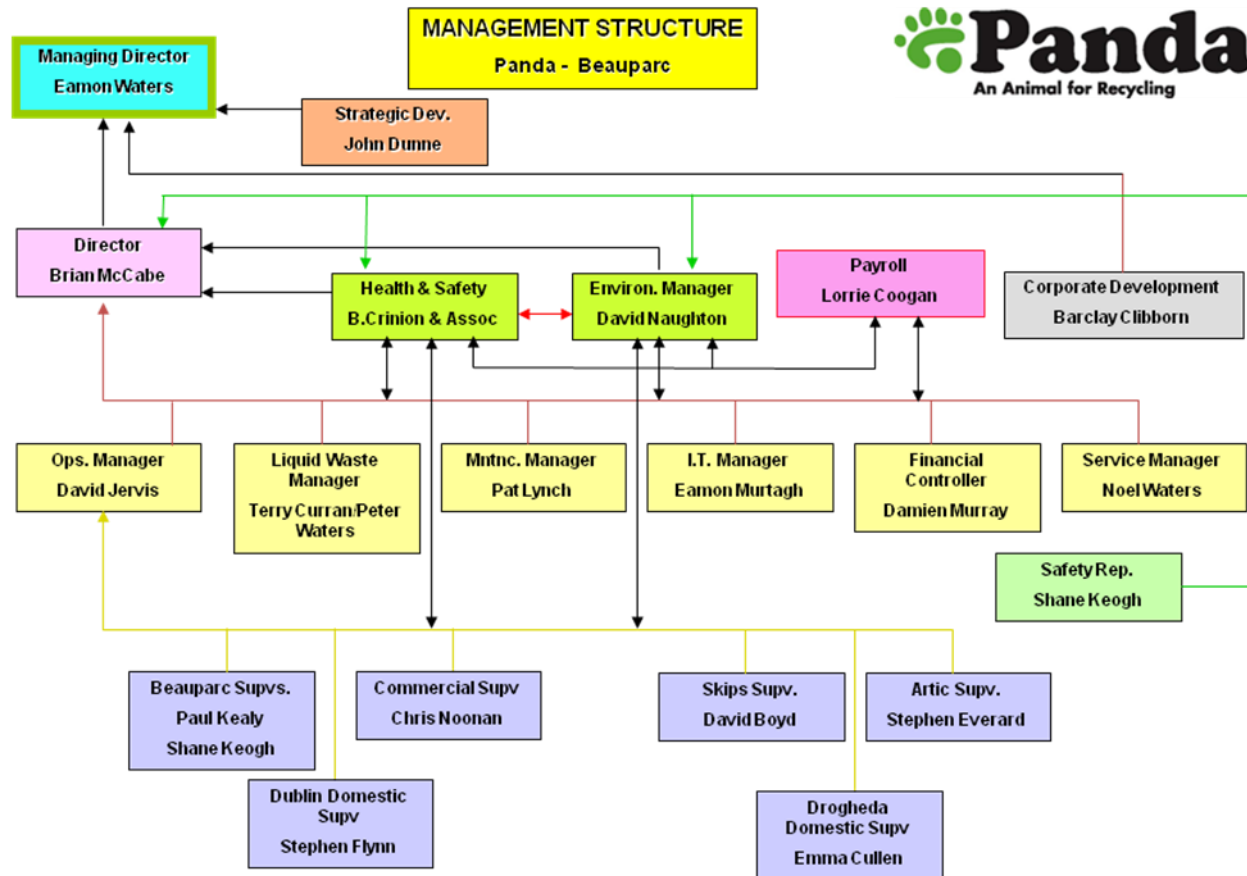 MANAGEMENT STRUCTURE
Panda - Beauparc
Panda
An Animal for Recycling
Managing Director
Eamon Waters
Strategic Dev.
John Dunne
Director
Brian McCabe
Health & Safety
B.Crinion & Assoc
Environ. Manager
David Naughton
Payroll
Lorrie Coogan
Corporate Development
Barclay Clibborn
Ops. Manager
David Jervis
Liquid Waste
Manager
Terry Curran/Peter
Waters
Mntnc. Manager
Pat Lynch
I.T. Manager
Eamon Murtagh
Financial
Controller
Damien Murray
Service Manager
Noel Waters
Safety Rep.
Shane Keogh
Beauparc Supvs.
Paul Kealy
Shane Keogh
Commercial Supv
Chris Noonan
Skips Supv.
David Boyd
Artic Supv.
Stephen Everard
Dublin Domestic
Supv
Stephen Flynn
Drogheda
Domestic Supv
Emma Cullen